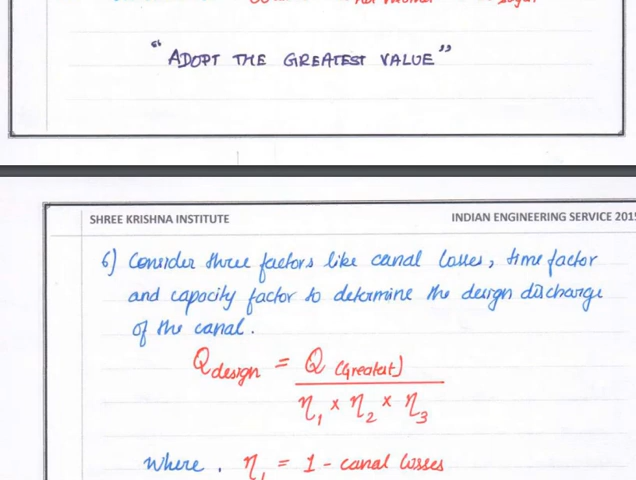 "ADOPT THE GREATEST VALUE"
SHREE KRISHNA INSTITUTE INDIAN ENGINEERING SERVICE 2015
6) Consider three factors like canal losses, time factor
and capacity factor to determine the design discharge
of the canal.
Qdesign = Q (Greatest)
η1 × η2 × η3
Where, η1 = 1 - canal losses